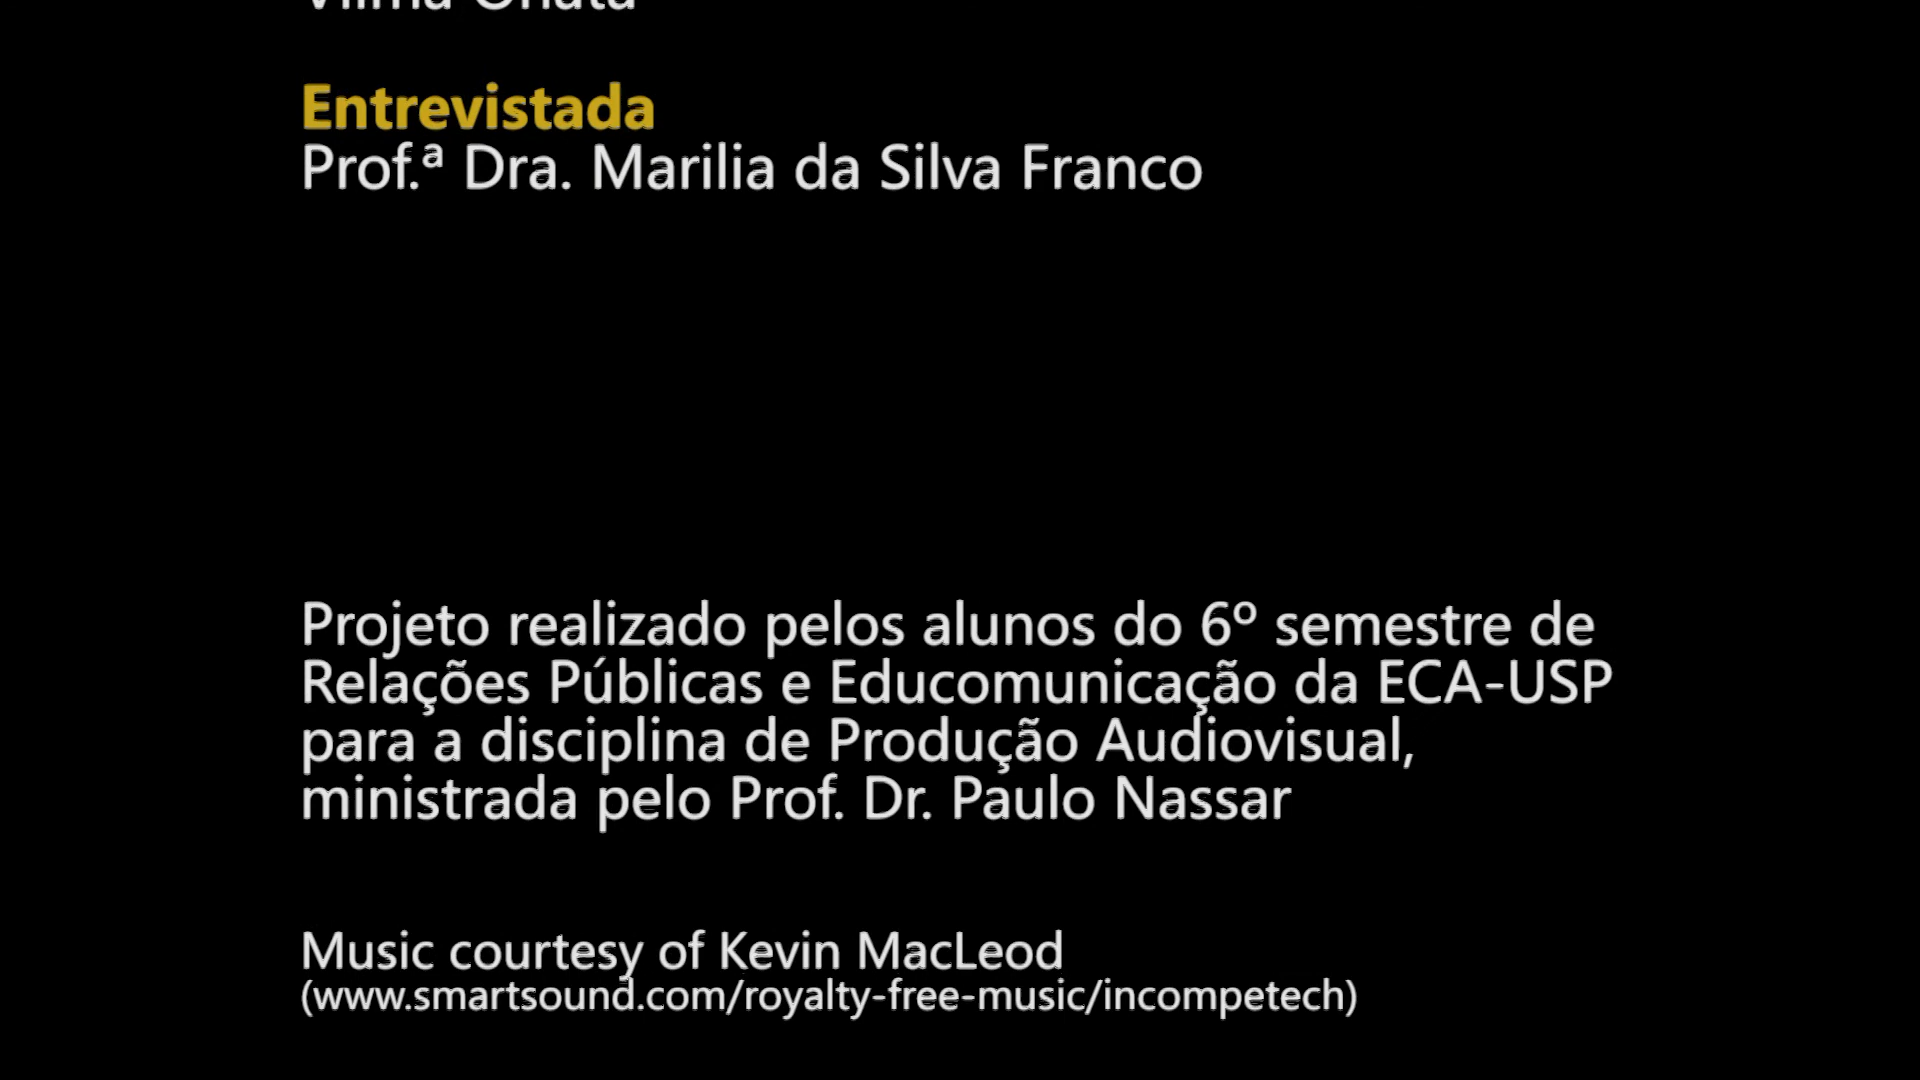 Entrevistada
Prof.ª Dra. Marilia da Silva Franco
Projeto realizado pelos alunos do 6º semestre de
Relações Públicas e Educomunicação da ECA-USP
para a disciplina de Produção Audiovisual,
ministrada pelo Prof. Dr. Paulo Nassar
Music courtesy of Kevin MacLeod
(www.smartsound.com/royalty-free-music/incompetech)